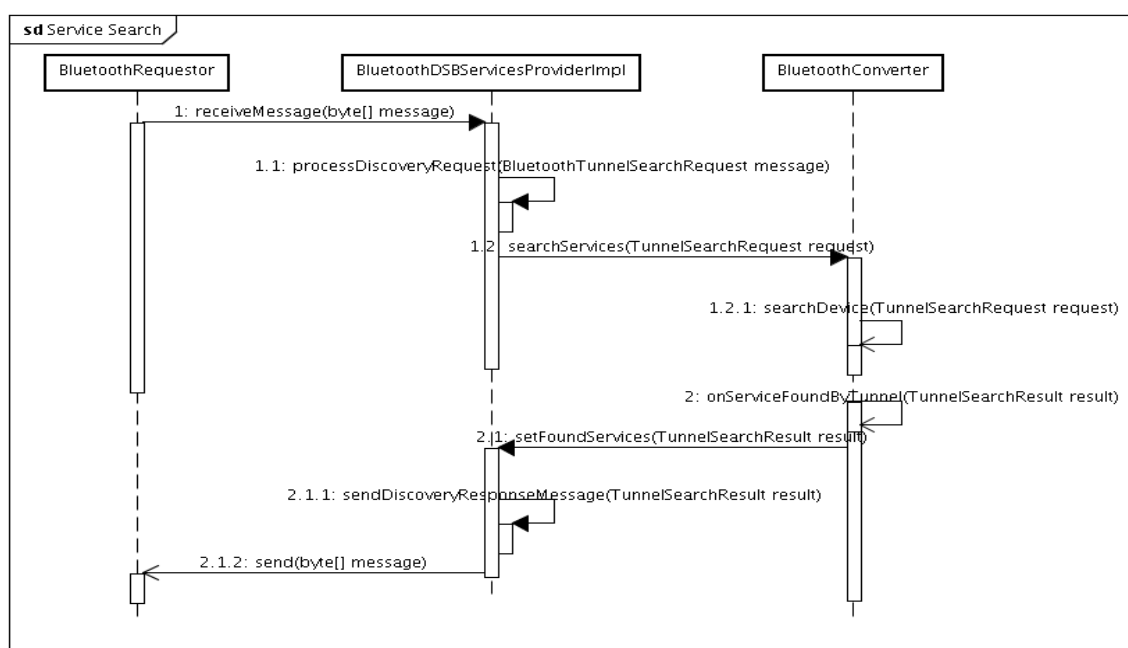 sd Service Search
BluetoothRequestor
BluetoothDSBServicesProviderImpl
BluetoothConverter
1: receiveMessage(byte[] message)
1.1: processDiscoveryRequest(BluetoothTunnelSearchRequest message)
1.2: searchServices(TunnelSearchRequest request)
1.2.1: searchDevice(TunnelSearchRequest request)
2: onServiceFoundByTunnel(TunnelSearchResult result)
2.1: setFoundServices(TunnelSearchResult result)
2.1.1: sendDiscoveryResponseMessage(TunnelSearchResult result)
2.1.2: send(byte[] message)